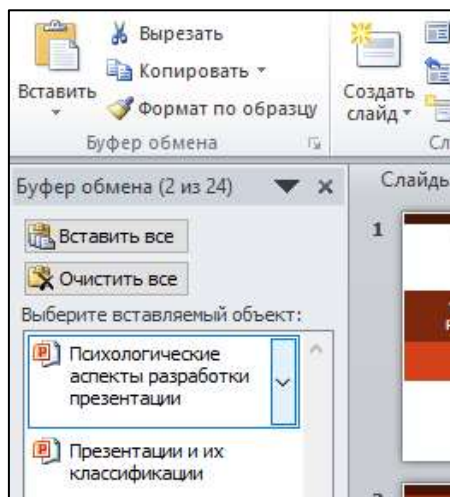 Вырезать
Копировать
Вставить
Формат по образцу
Буфер обмена
Создать
слайд
Буфер обмена (2 из 24)
Слайды
1
Вставить все
Очистить все
Выберите вставляемый объект:
Психологические
аспекты разработки
презентации
Презентации и их
классификации